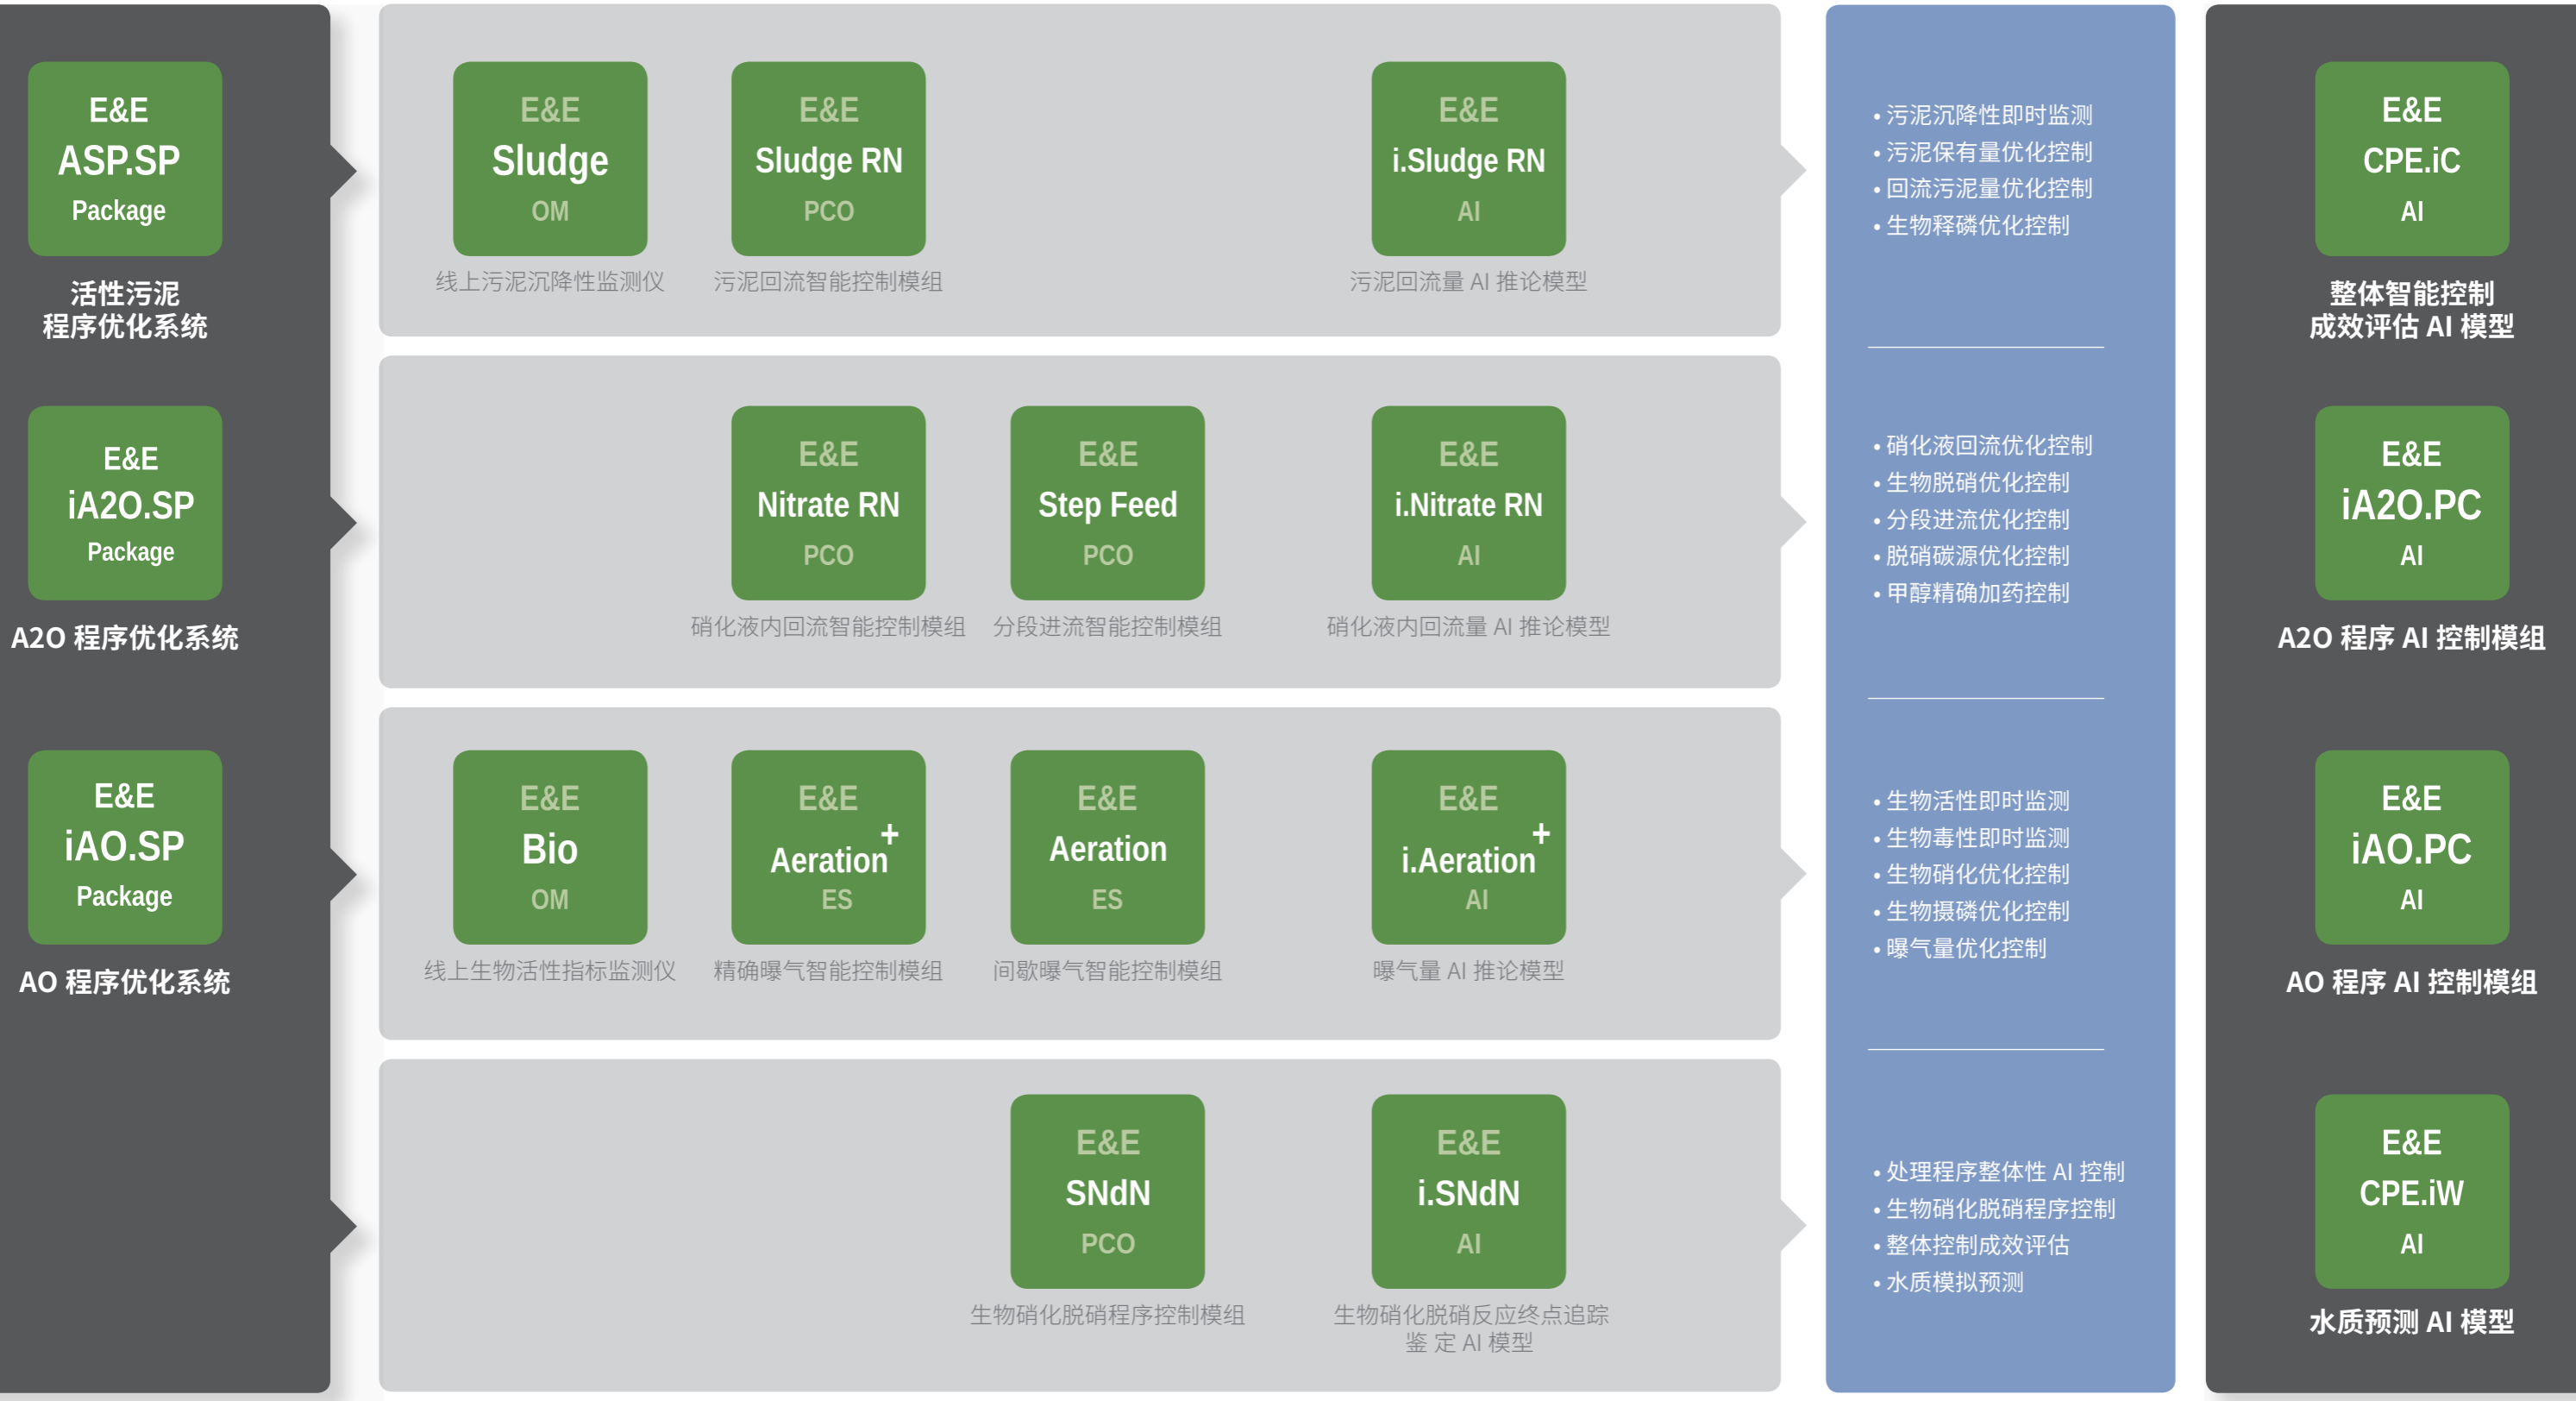 E&E
ASP.SP
Package
活性污泥
程序优化系统
E&E
iA2O.SP
Package
A2O 程序优化系统
E&E
iAO.SP
Package
AO 程序优化系统
E&E
Sludge
OM
线上污泥沉降性监测仪
E&E
Sludge RN
PCO
污泥回流智能控制模组
E&E
i.Sludge RN
AI
污泥回流量 AI 推论模型
E&E
Nitrate RN
PCO
硝化液内回流智能控制模组
E&E
Step Feed
PCO
分段进流智能控制模组
E&E
i.Nitrate RN
AI
硝化液内回流量 AI 推论模型
E&E
Bio
OM
线上生物活性指标监测仪
E&E
Aeration+
ES
精确曝气智能控制模组
E&E
Aeration
ES
间歇曝气智能控制模组
E&E
i.Aeration+
AI
曝气量 AI 推论模型
E&E
SNdN
PCO
生物硝化脱硝程序控制模组
E&E
i.SNdN
AI
生物硝化脱硝反应终点追踪
鉴 定 AI 模型
• 污泥沉降性即时监测
• 污泥保有量优化控制
• 回流污泥量优化控制
• 生物释磷优化控制
• 硝化液回流优化控制
• 生物脱硝优化控制
• 分段进流优化控制
• 脱硝碳源优化控制
• 甲醇精确加药控制
• 生物活性即时监测
• 生物毒性即时监测
• 生物硝化优化控制
• 生物摄磷优化控制
• 曝气量优化控制
• 处理程序整体性 AI 控制
• 生物硝化脱硝程序控制
• 整体控制成效评估
• 水质模拟预测
E&E
CPE.iC
AI
整体智能控制
成效评估 AI 模型
E&E
iA2O.PC
AI
A2O 程序 AI 控制模组
E&E
iAO.PC
AI
AO 程序 AI 控制模组
E&E
CPE.iW
AI
水质预测 AI 模型